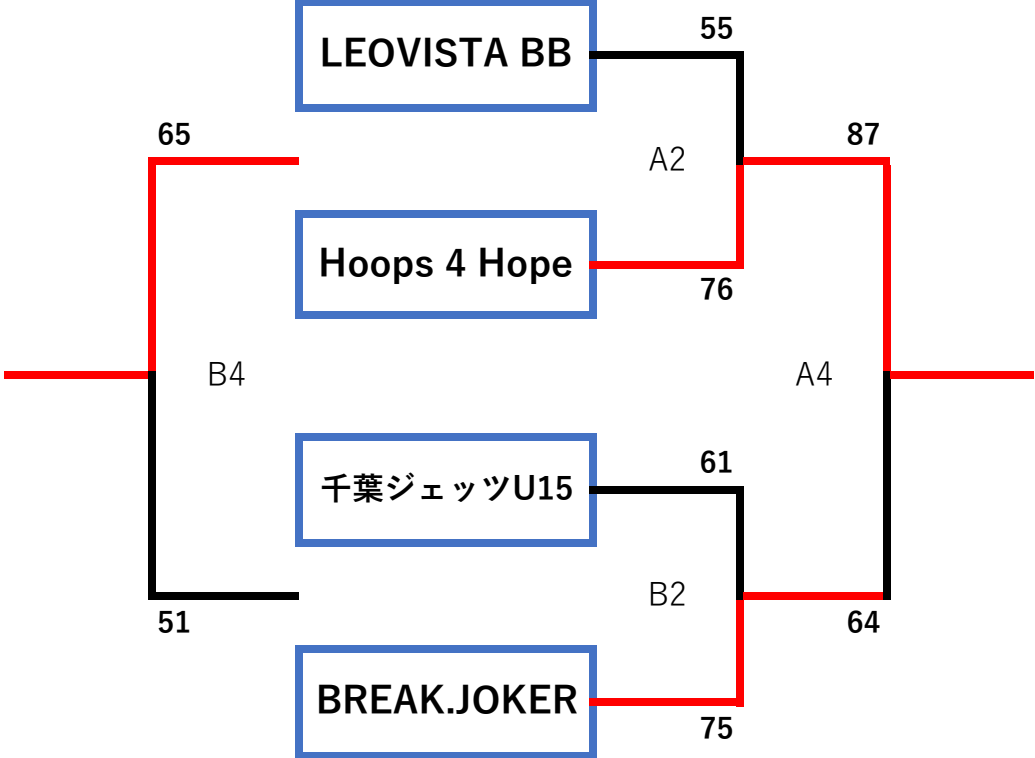 LEOVISTA BB
55
65
A2
87
Hoops 4 Hope
76
B4
A4
千葉ジェッツU15
61
B2
51
64
BREAK.JOKER
75